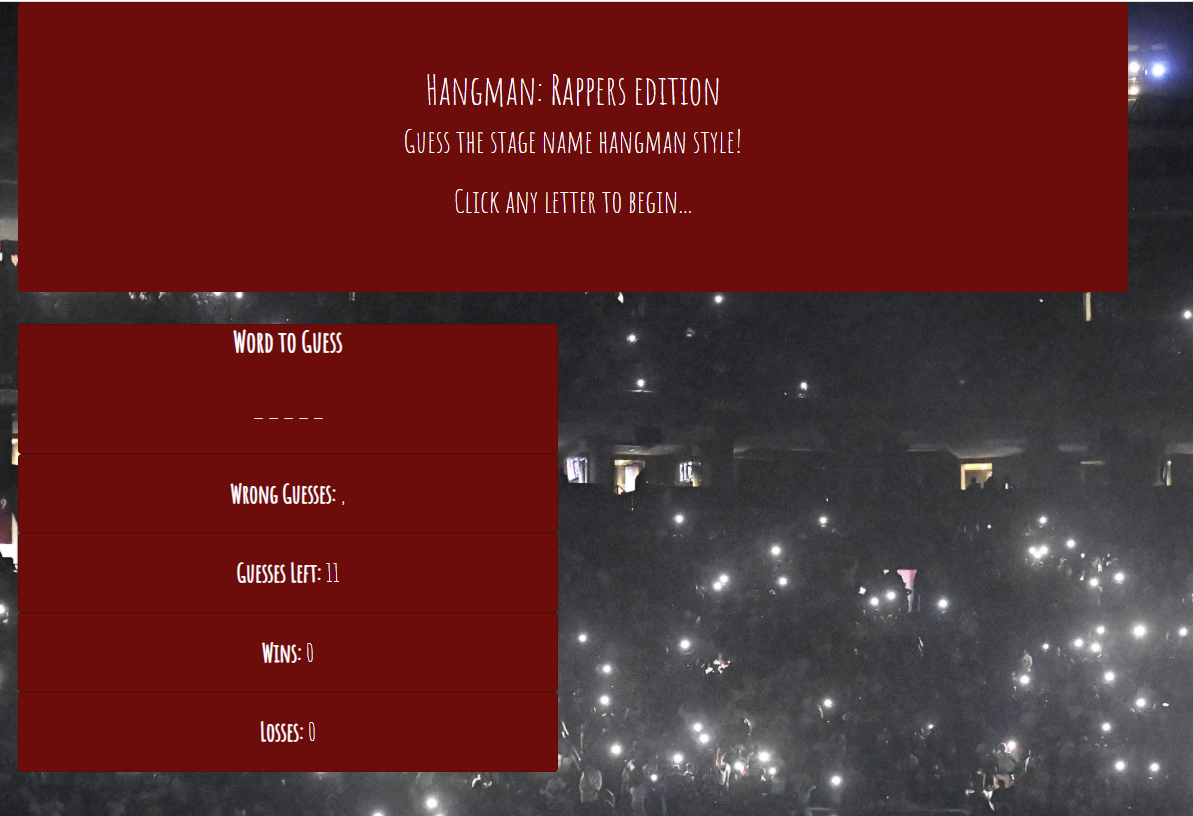 Hangman: Rappers edition
Guess the stage name hangman style!
Click any letter to begin...
Word to Guess
_ _ _ _ _
Wrong Guesses: ,
Guesses Left: 11
Wins: 0
Losses: 0